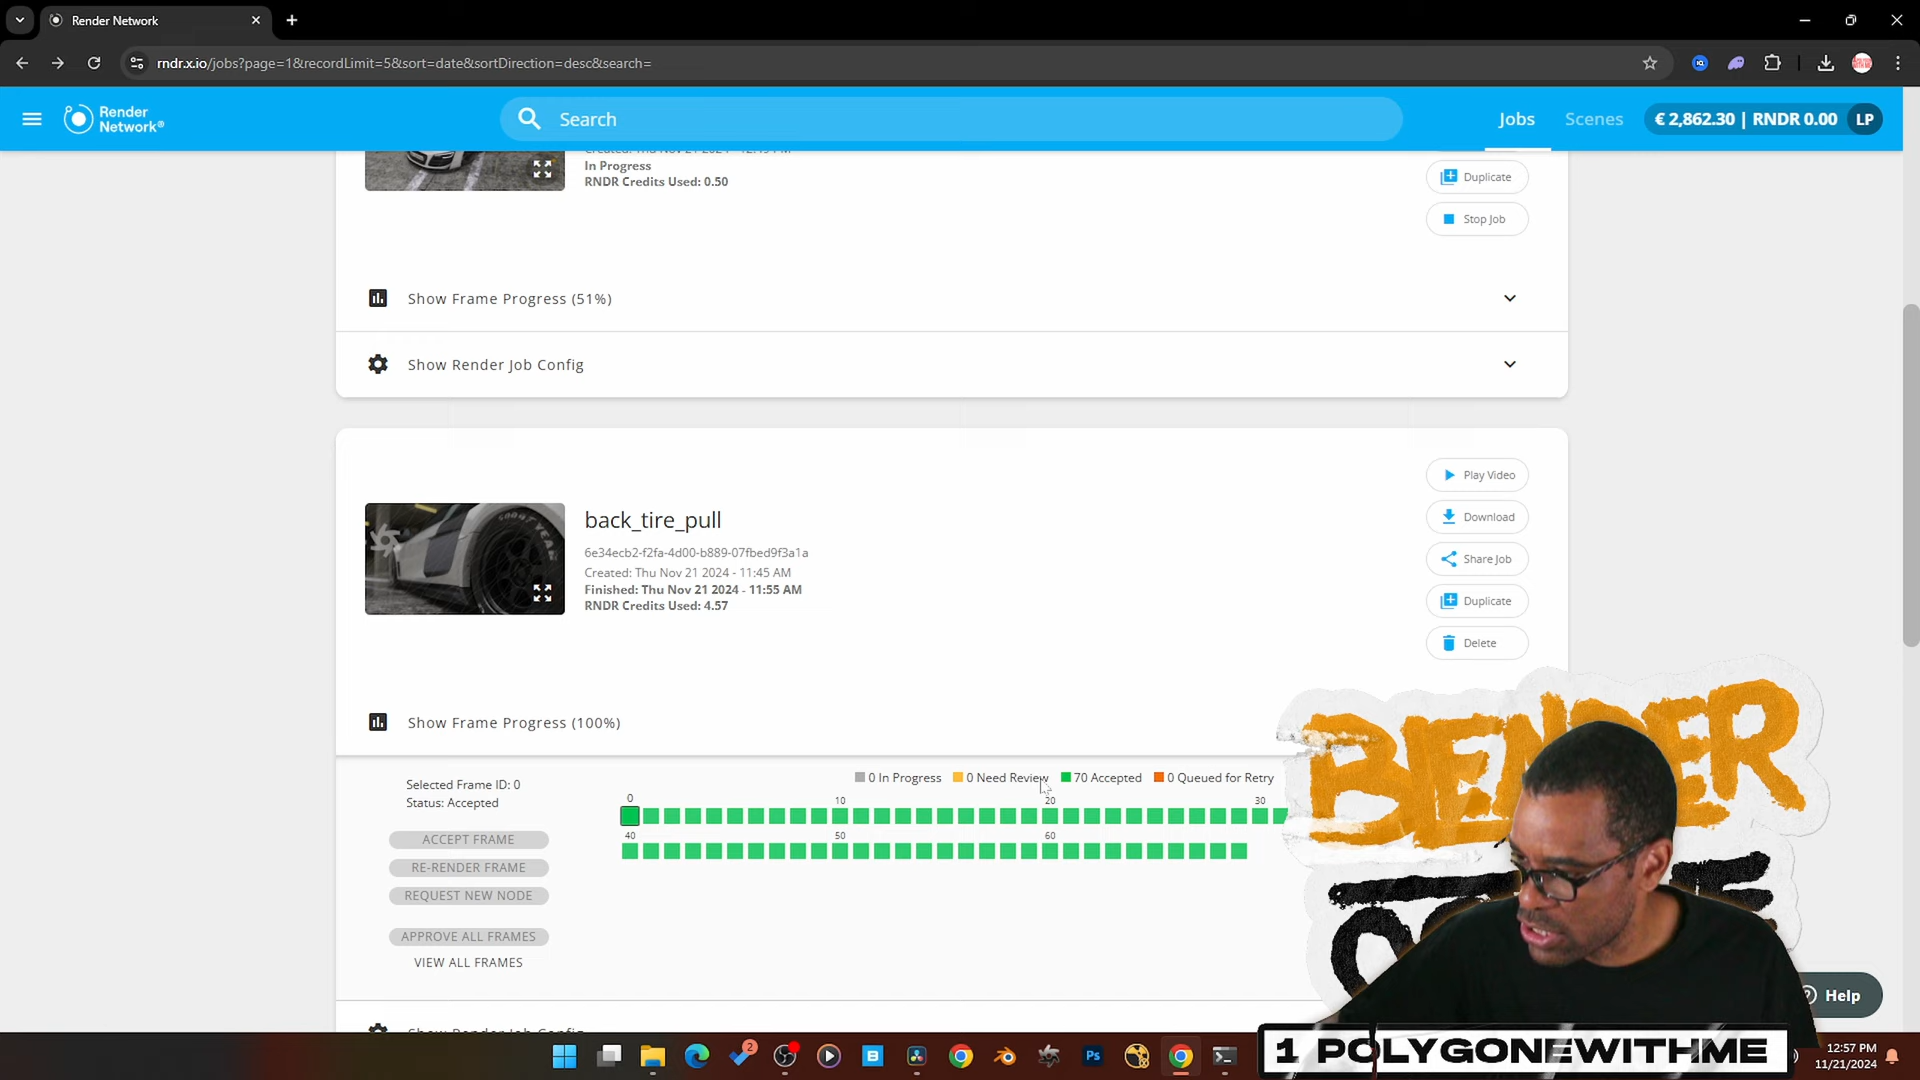 Render Network
rndr.x.io/jobs?page=1&recordLimit=5&sort=date&sortDirection=desc&search=
Render
Network®
Search
Jobs
Scenes
€ 2,862.30 | RNDR 0.00
LP
In Progress
RNDR Credits Used: 0.50
Duplicate
Stop Job
Show Frame Progress (51%)
Show Render Job Config
back_tire_pull
6e34ecb2-f2fa-4d00-b889-07fbed9f3a1a
Created: Thu Nov 21 2024 - 11:45 AM
Finished: Thu Nov 21 2024 - 11:55 AM
RNDR Credits Used: 4.57
Play Video
Download
Share Job
Duplicate
Delete
Show Frame Progress (100%)
Selected Frame ID: 0
Status: Accepted
0 In Progress
0 Need Review
70 Accepted
0 Queued for Retry
0
10
20
30
40
50
60
ACCEPT FRAME
RE-RENDER FRAME
REQUEST NEW NODE
APPROVE ALL FRAMES
VIEW ALL FRAMES
Help
2
Ps
1 POLYGONEWITHME
12:57 PM
11/21/2024